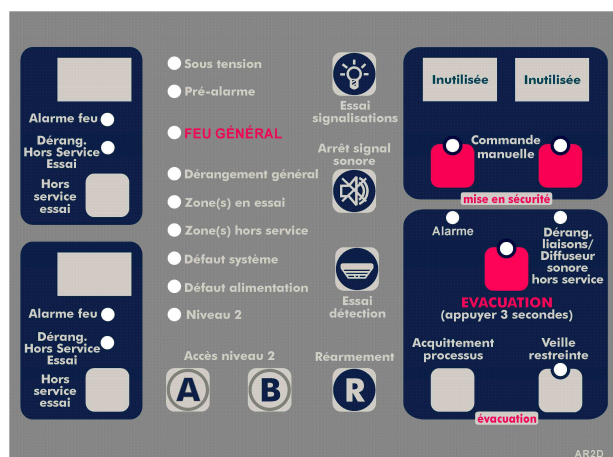 Alarme feu
Dérang.
Hors Service
Essai
Hors
service
essai
Alarme feu
Dérang.
Hors Service
Essai
Hors
service
essai
Sous tension
Pré-alarme
FEU GÉNÉRAL
Dérangement général
Zone(s) en essai
Zone(s) hors service
Défaut système
Défaut alimentation
Niveau 2
Accès niveau 2
A
B
Essai
signalisations
Arrêt signal
sonore
Essai
détection
Réarmement
R
Inutilisée
Inutilisée
Commande
manuelle
mise en sécurité
Alarme
Dérang.
liaisons/
Diffuseur
sonore
hors service
EVACUATION
(appuyer 3 secondes)
Acquittement
processus
Veille
restreinte
évacuation
AR2D